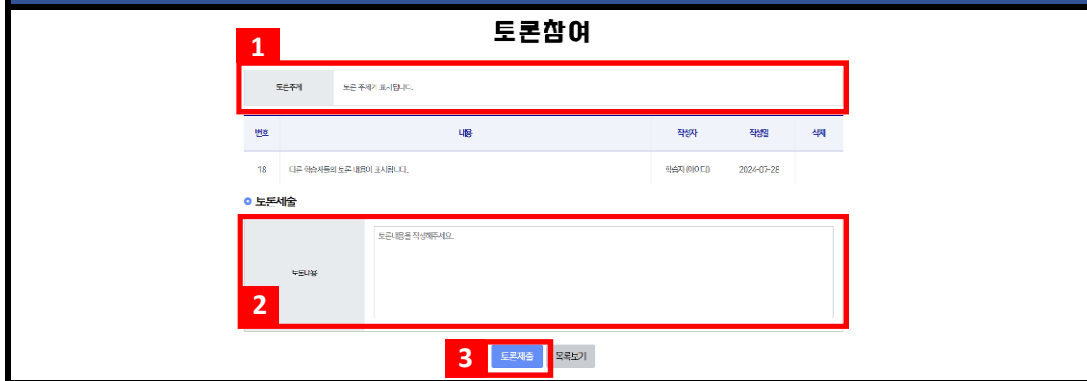 토론참여
1
토론주제 토론 주제가 표시됩니다.
번호 내용 작성자 작성일 삭제
18 다른 학습자들의 토론 내용이 표시됩니다. 학습자(아이디) 2024-07-28
토론제출
토론내용을 작성해주세요.
토론내용
2
3 토론제출 목록보기